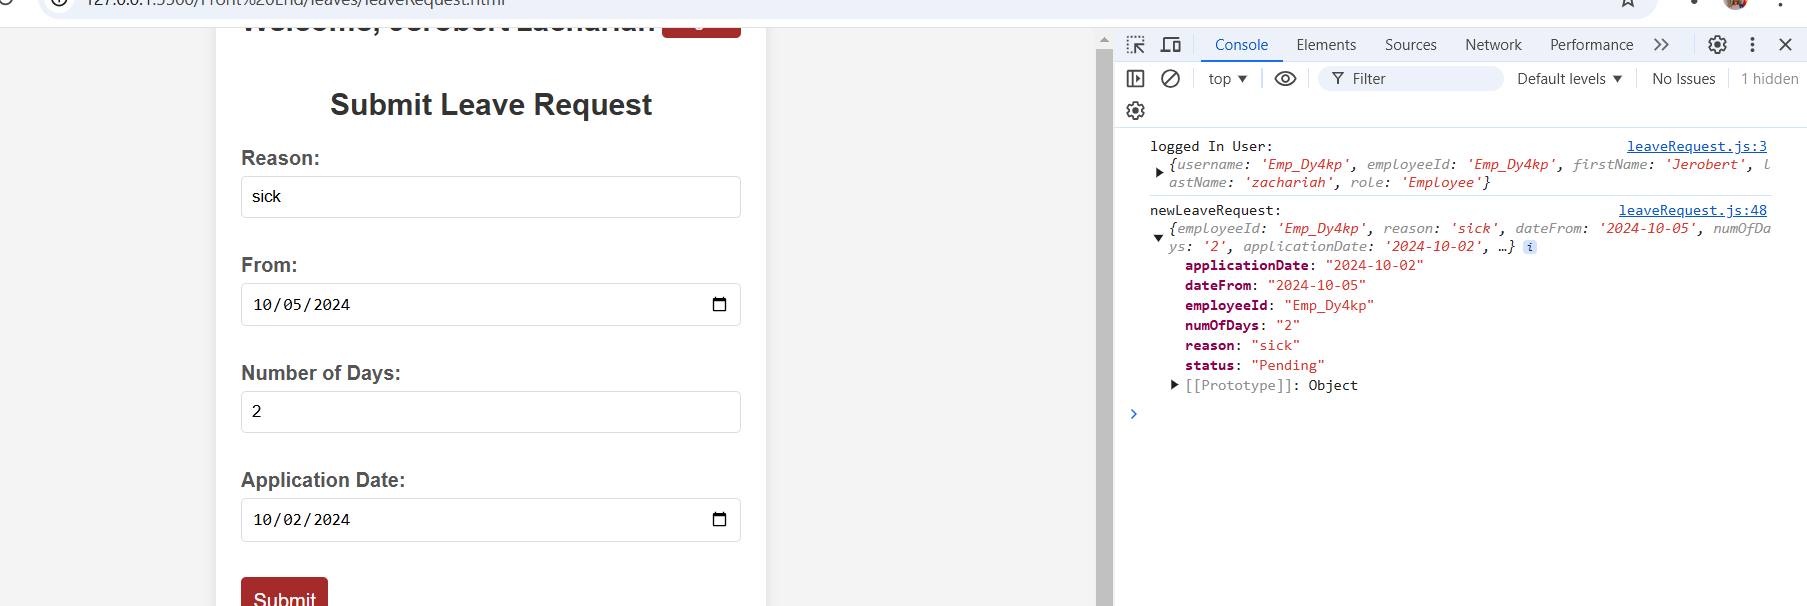 127.0.0.1:5500/Front%20End/leaves/leaveRequest.html
Welcome, Jerobert zachariah
Submit Leave Request
Reason:
sick
From:
10/05/2024
Number of Days:
2
Application Date:
10/02/2024
Submit
Console Elements Sources Network Performance
top Filter Default levels No Issues 1 hidden
logged In User: leaveRequest.js:3
{username: 'Emp_Dy4kp', employeeId: 'Emp_Dy4kp', firstName: 'Jerobert', l
astName: 'zachariah', role: 'Employee'}
newLeaveRequest: leaveRequest.js:48
{employeeId: 'Emp_Dy4kp', reason: 'sick', dateFrom: '2024-10-05', numOfDa
ys: '2', applicationDate: '2024-10-02', …} i
applicationDate: "2024-10-02"
dateFrom: "2024-10-05"
employeeId: "Emp_Dy4kp"
numOfDays: "2"
reason: "sick"
status: "Pending"
[[Prototype]]: Object